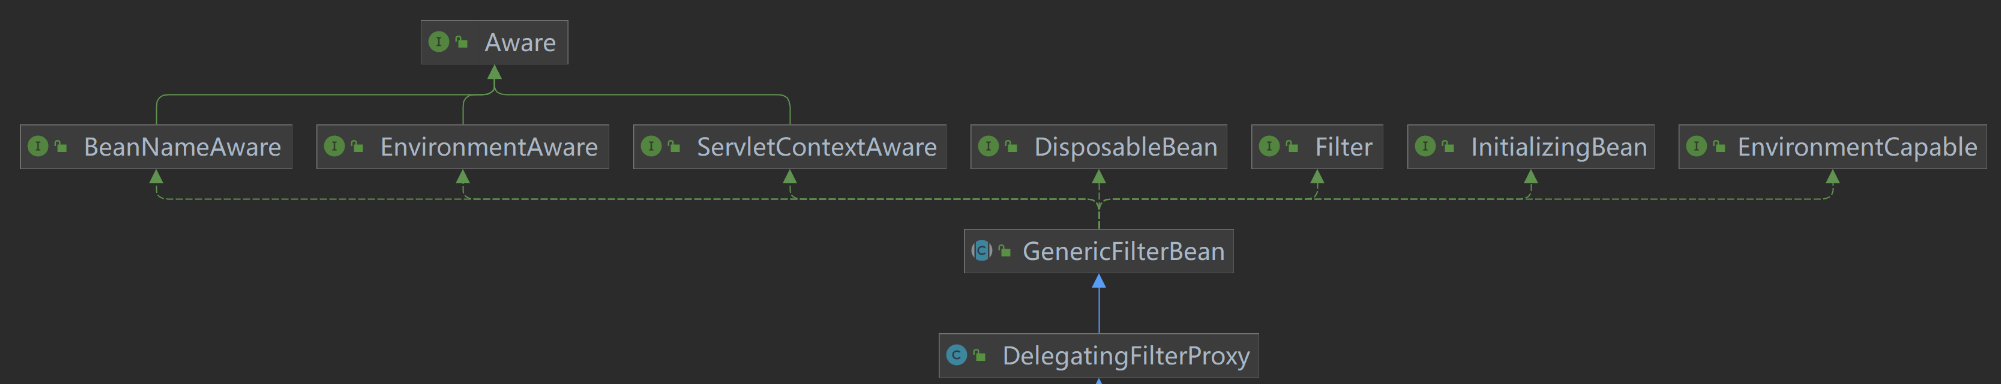 Aware
BeanNameAware
EnvironmentAware
ServletContextAware
DisposableBean
Filter
InitializingBean
EnvironmentCapable
GenericFilterBean
DelegatingFilterProxy